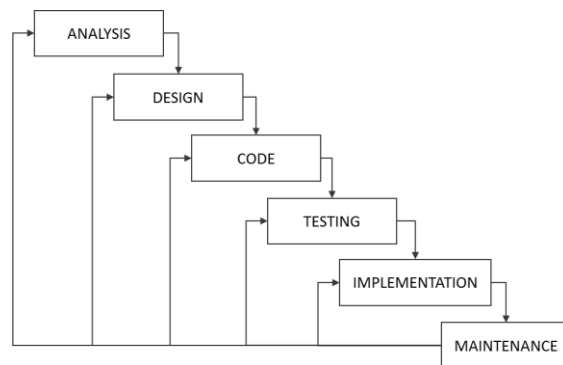 ANALYSIS
DESIGN
CODE
TESTING
IMPLEMENTATION
MAINTENANCE